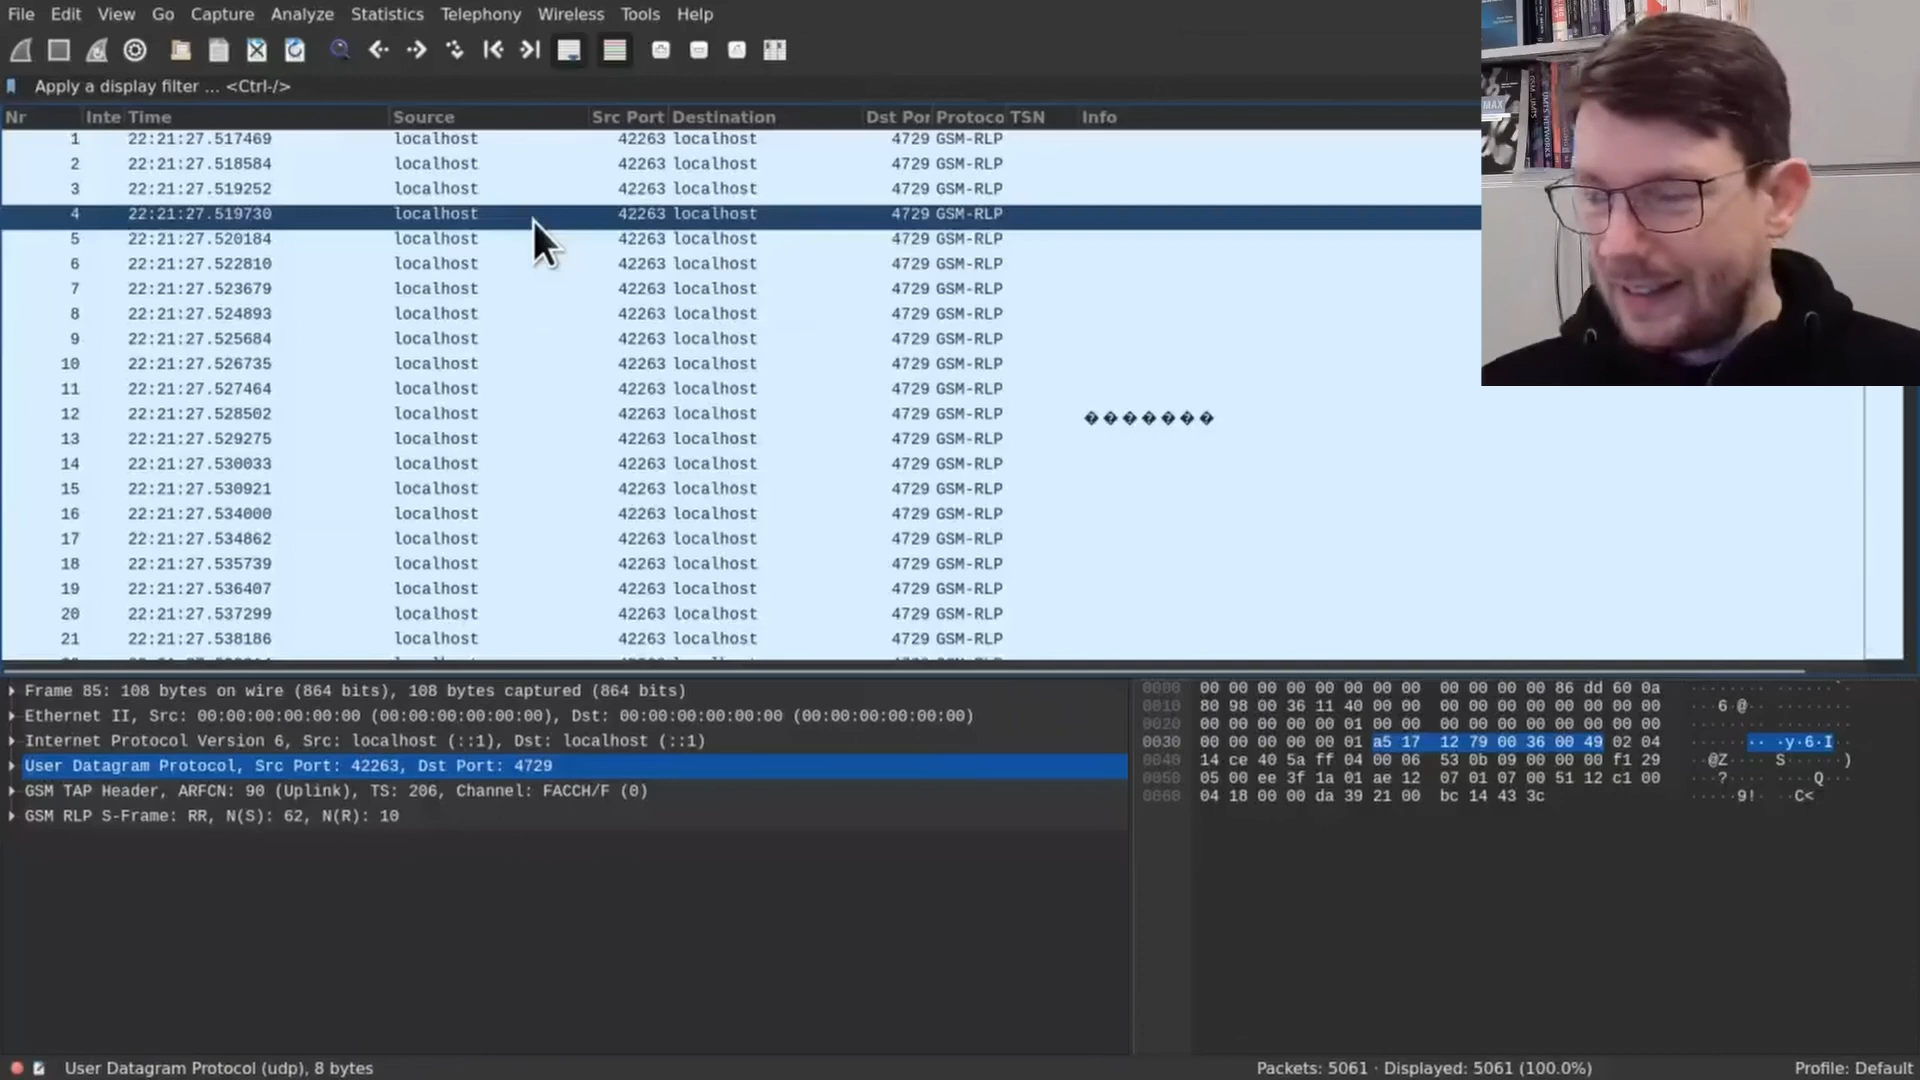 File Edit View Go Capture Analyze Statistics Telephony Wireless Tools Help
Apply a display filter ... <Ctrl-/>
Nr Inte Time Source Src Port Destination Dst Por Protoco TSN Info
1 22:21:27.517469 localhost 42263 localhost 4729 GSM-RLP
2 22:21:27.518584 localhost 42263 localhost 4729 GSM-RLP
3 22:21:27.519252 localhost 42263 localhost 4729 GSM-RLP
4 22:21:27.519730 localhost 42263 localhost 4729 GSM-RLP
5 22:21:27.520184 localhost 42263 localhost 4729 GSM-RLP
6 22:21:27.522810 localhost 42263 localhost 4729 GSM-RLP
7 22:21:27.523679 localhost 42263 localhost 4729 GSM-RLP
8 22:21:27.524893 localhost 42263 localhost 4729 GSM-RLP
9 22:21:27.525684 localhost 42263 localhost 4729 GSM-RLP
10 22:21:27.526735 localhost 42263 localhost 4729 GSM-RLP
11 22:21:27.527464 localhost 42263 localhost 4729 GSM-RLP
12 22:21:27.528502 localhost 42263 localhost 4729 GSM-RLP �������
13 22:21:27.529275 localhost 42263 localhost 4729 GSM-RLP
14 22:21:27.530033 localhost 42263 localhost 4729 GSM-RLP
15 22:21:27.530921 localhost 42263 localhost 4729 GSM-RLP
16 22:21:27.534000 localhost 42263 localhost 4729 GSM-RLP
17 22:21:27.534862 localhost 42263 localhost 4729 GSM-RLP
18 22:21:27.535739 localhost 42263 localhost 4729 GSM-RLP
19 22:21:27.536407 localhost 42263 localhost 4729 GSM-RLP
20 22:21:27.537299 localhost 42263 localhost 4729 GSM-RLP
21 22:21:27.538186 localhost 42263 localhost 4729 GSM-RLP
Frame 85: 108 bytes on wire (864 bits), 108 bytes captured (864 bits)
Ethernet II, Src: 00:00:00:00:00:00 (00:00:00:00:00:00), Dst: 00:00:00:00:00:00 (00:00:00:00:00:00)
Internet Protocol Version 6, Src: localhost (::1), Dst: localhost (::1)
User Datagram Protocol, Src Port: 42263, Dst Port: 4729
GSM TAP Header, ARFCN: 90 (Uplink), TS: 206, Channel: FACCH/F (0)
GSM RLP S-Frame: RR, N(S): 62, N(R): 10
0000 00 00 00 00 00 00 00 00 00 00 00 00 86 dd 60 0a
0010 80 98 00 36 11 40 00 00 00 00 00 00 00 00 00 00
0020 00 00 00 00 00 01 00 00 00 00 00 00 00 00 00 00
0030 00 00 00 00 00 01 a5 17 12 79 00 36 00 49 02 04
0040 14 ce 40 5a ff 04 00 06 53 0b 09 00 00 00 f1 29
0050 05 00 ee 3f 1a 01 ae 12 07 01 07 00 51 12 c1 00
0060 04 18 00 00 da 39 21 00 bc 14 43 3c
User Datagram Protocol (udp), 8 bytes
Packets: 5061 · Displayed: 5061 (100.0%)
Profile: Default
MAX
UMTS NETWORKS